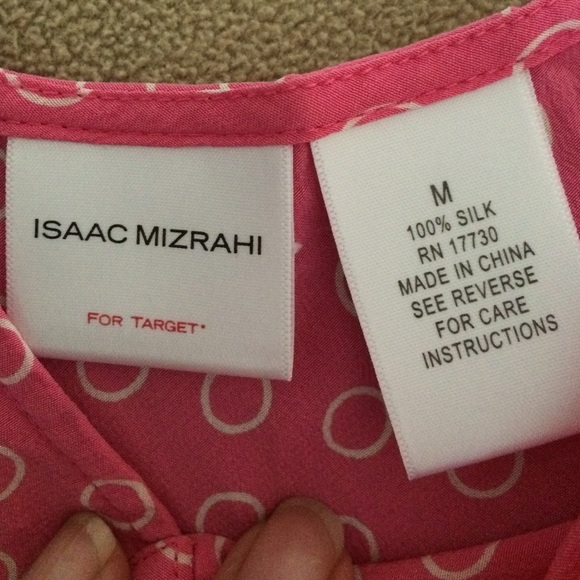 ISAAC MIZRAHI
FOR TARGET•
M
100% SILK
RN 17730
MADE IN CHINA
SEE REVERSE
FOR CARE
INSTRUCTIONS